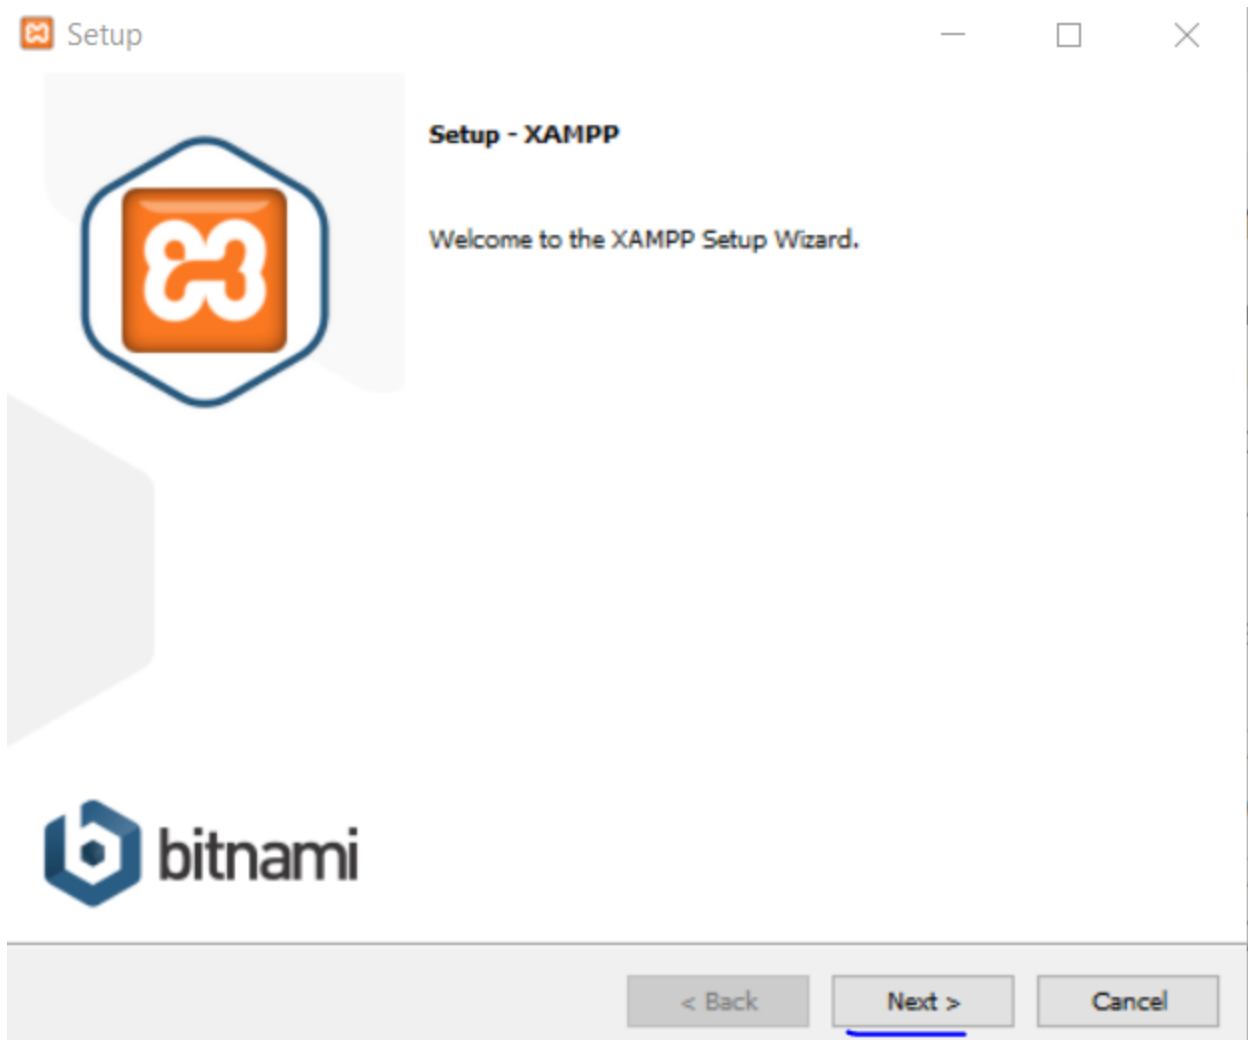 Setup
Setup - XAMPP
Welcome to the XAMPP Setup Wizard.
bitnami
< Back
Next >
Cancel